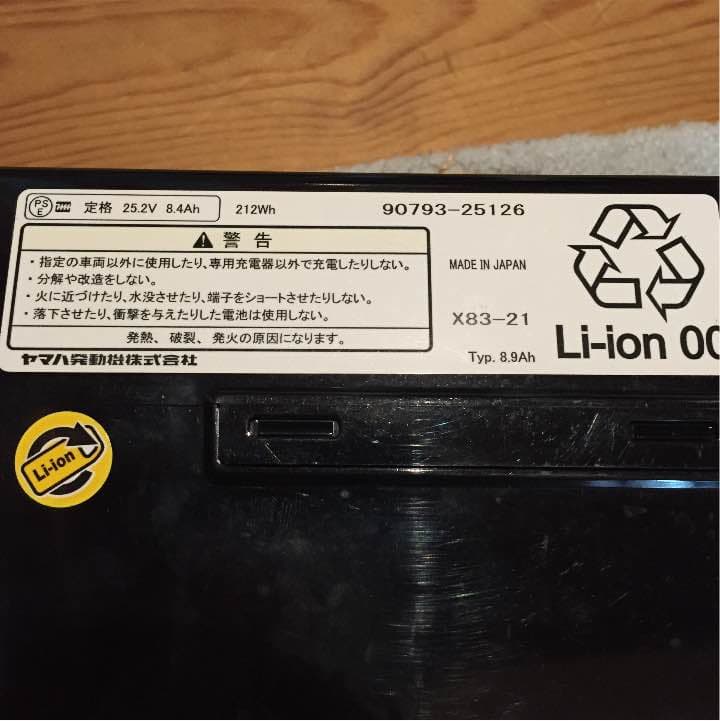 PS E 定格 25.2V 8.4Ah 212Wh 90793-25126
警告
・指定の車両以外に使用したり、専用充電器以外で充電したりしない。
・分解や改造をしない。
・火に近づけたり、水没させたり、端子をショートさせたりしない。
・落下させたり、衝撃を与えたりした電池は使用しない。
発熱、破裂、発火の原因になります。
ヤマハ発動機株式会社
MADE IN JAPAN
X83-21
Typ. 8.9Ah
Li-ion 00
Li-ion